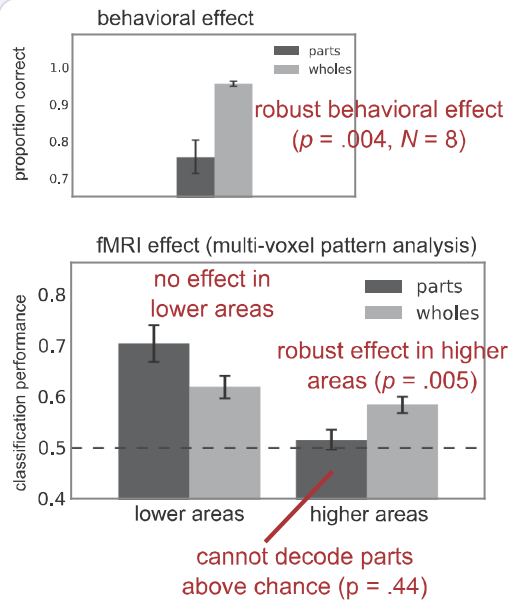 behavioral effect
proportion correct
1.0
0.9
0.8
0.7
parts
wholes
robust behavioral effect
(p = .004, N = 8)
fMRI effect (multi-voxel pattern analysis)
classification performance
0.8
0.7
0.6
0.5
0.4
no effect in
lower areas
parts
wholes
robust effect in higher
areas (p = .005)
lower areas
higher areas
cannot decode parts
above chance (p = .44)